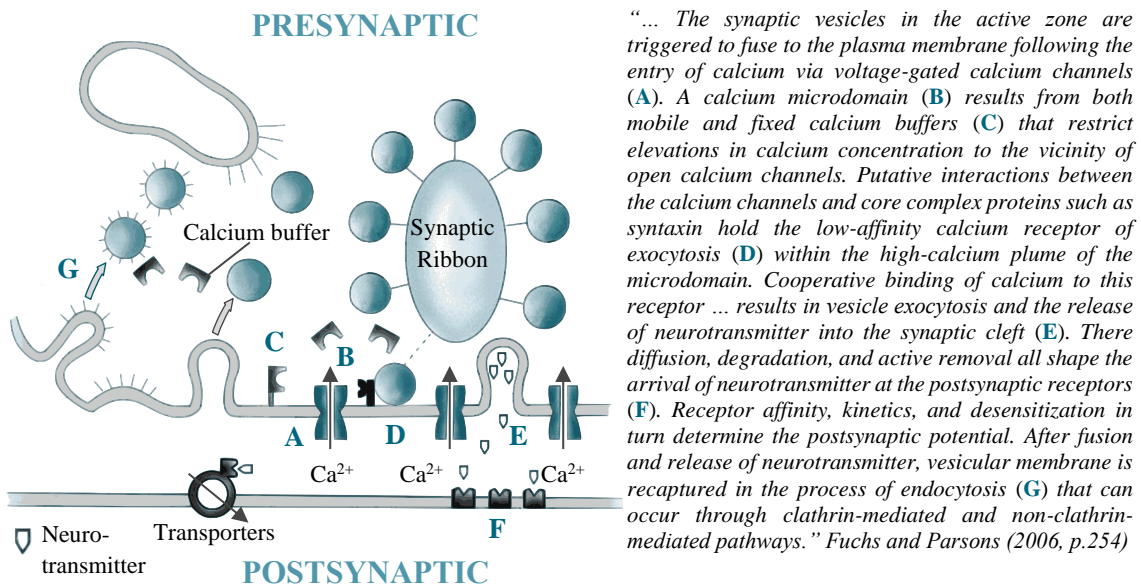 PRESYNAPTIC
Calcium buffer
Synaptic
Ribbon
G
C
B
A
D
E
Ca2+
Ca2+
Ca2+
F
Transporters
Neuro-
transmitter
POSTSYNAPTIC
“… The synaptic vesicles in the active zone are
triggered to fuse to the plasma membrane following the
entry of calcium via voltage-gated calcium channels
(A). A calcium microdomain (B) results from both
mobile and fixed calcium buffers (C) that restrict
elevations in calcium concentration to the vicinity of
open calcium channels. Putative interactions between
the calcium channels and core complex proteins such as
syntaxin hold the low-affinity calcium receptor of
exocytosis (D) within the high-calcium plume of the
microdomain. Cooperative binding of calcium to this
receptor … results in vesicle exocytosis and the release
of neurotransmitter into the synaptic cleft (E). There
diffusion, degradation, and active removal all shape the
arrival of neurotransmitter at the postsynaptic receptors
(F). Receptor affinity, kinetics, and desensitization in
turn determine the postsynaptic potential. After fusion
and release of neurotransmitter, vesicular membrane is
recaptured in the process of endocytosis (G) that can
occur through clathrin-mediated and non-clathrin-
mediated pathways.” Fuchs and Parsons (2006, p.254)